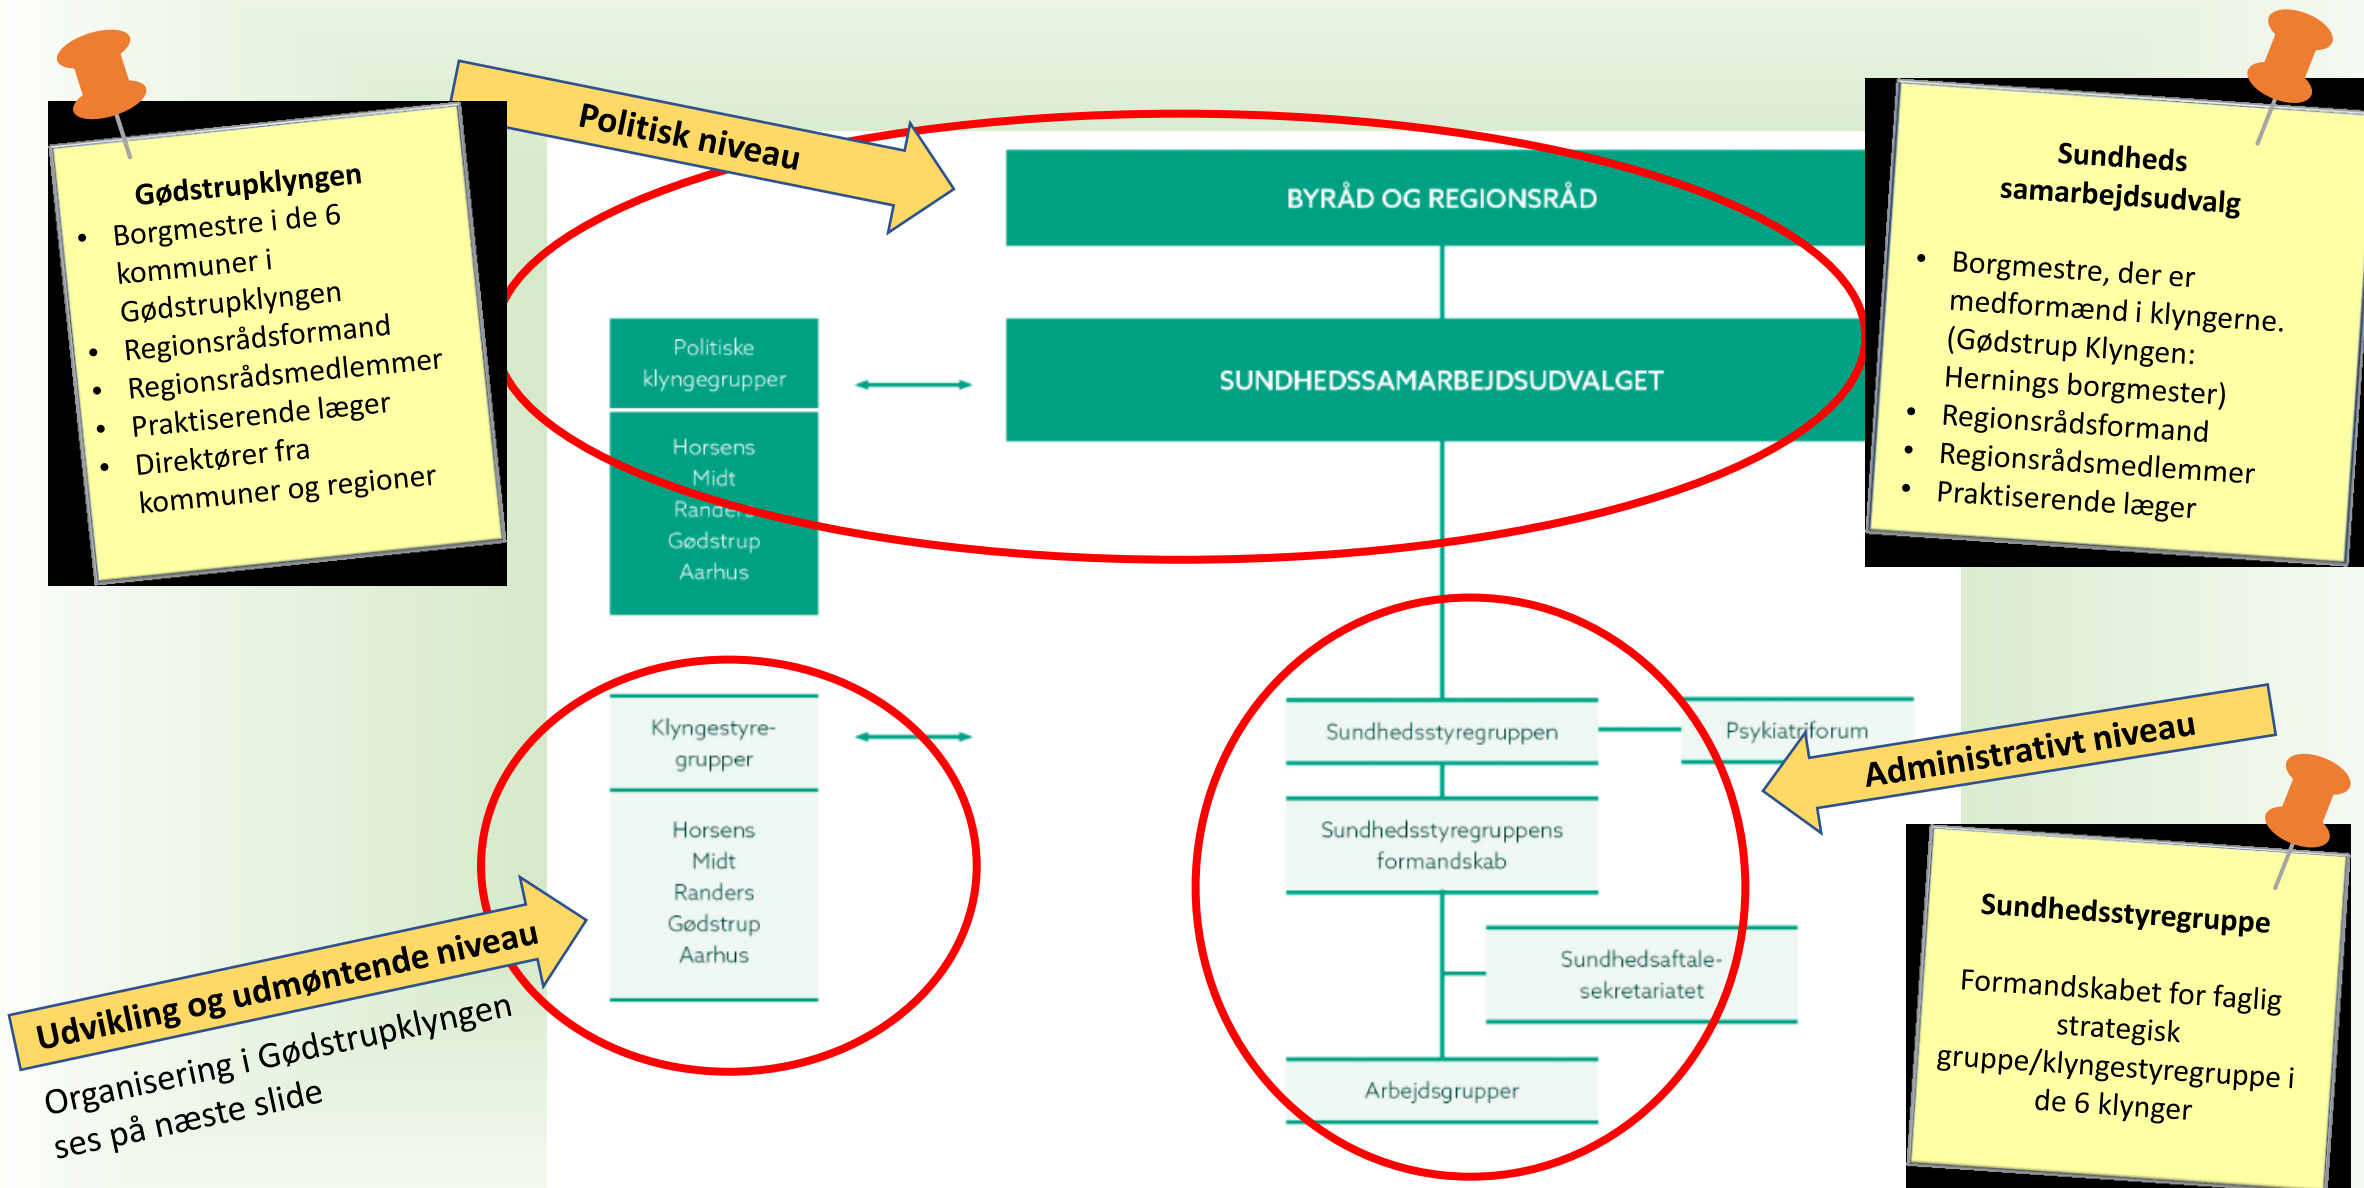 Politisk niveau
Gødstrupklyngen
• Borgmestre i de 6
kommuner i
Gødstrupklyngen
• Regionsrådsformand
• Regionsrådsmedlemmer
• Praktiserende læger
• Direktører fra
kommuner og regioner
BYRÅD OG REGIONSRÅD
Sundheds
samarbejdsudvalg
• Borgmestre, der er
medformænd i klyngerne.
(Gødstrup Klyngen:
Hernings borgmester)
• Regionsrådsformand
• Regionsrådsmedlemmer
• Praktiserende læger
Politiske
klyngegrupper
SUNDHEDSSAMARBEJDSUDVALGET
Horsens
Midt
Randers
Gødstrup
Aarhus
Klyngestyre-
grupper
Horsens
Midt
Randers
Gødstrup
Aarhus
Sundhedsstyregruppen
Psykiatriforum
Administrativt niveau
Sundhedsstyregruppens
formandskab
Sundhedsaftale-
sekretariatet
Arbejdsgrupper
Sundhedsstyregruppe
Formandskabet for faglig
strategisk
gruppe/klyngestyregruppe i
de 6 klynger
Udvikling og udmøntende niveau
Organisering i Gødstrupklyngen
ses på næste slide